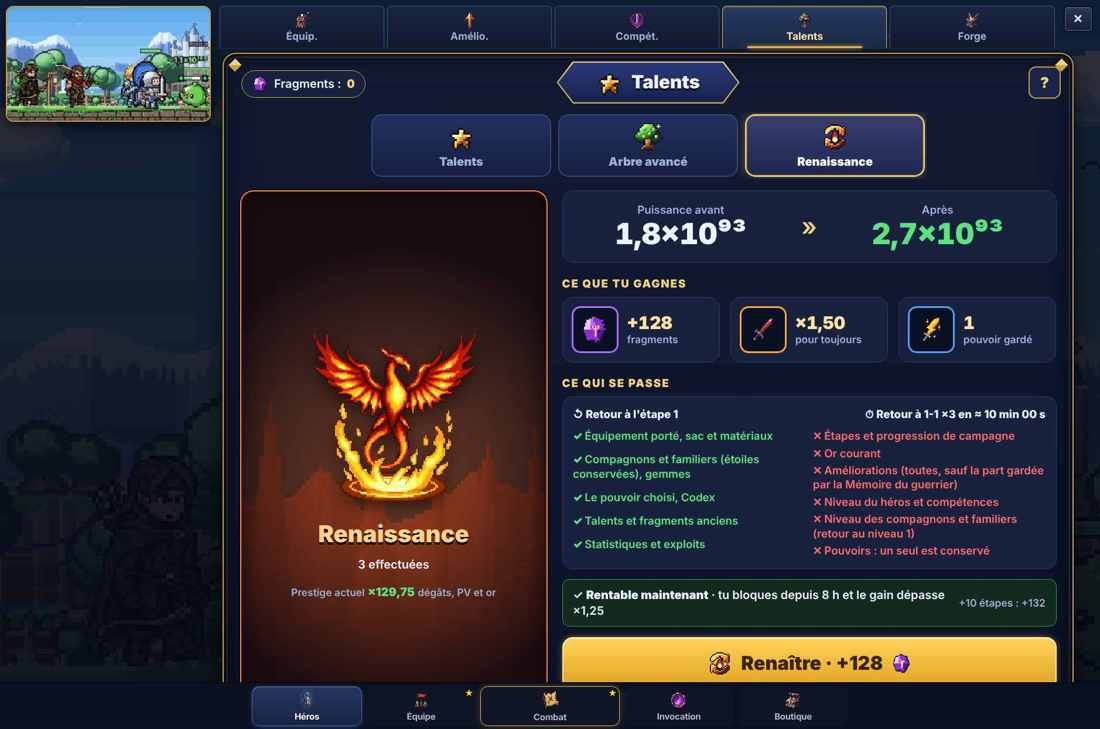 Équip.
Amélio.
Compét.
Talents
Forge
×
Fragments : 0
Talents
?
Talents
Arbre avancé
Renaissance
Puissance avant
1,8×10⁹³
»
Après
2,7×10⁹³
CE QUE TU GAGNES
+128
fragments
×1,50
pour toujours
1
pouvoir gardé
CE QUI SE PASSE
↺ Retour à l'étape 1
⏱ Retour à 1-1 ×3 en ≈ 10 min 00 s
✓ Équipement porté, sac et matériaux
✓ Compagnons et familiers (étoiles
conservées), gemmes
✓ Le pouvoir choisi, Codex
✓ Talents et fragments anciens
✓ Statistiques et exploits
✕ Étapes et progression de campagne
✕ Or courant
✕ Améliorations (toutes, sauf la part gardée
par la Mémoire du guerrier)
✕ Niveau du héros et compétences
✕ Niveau des compagnons et familiers
(retour au niveau 1)
✕ Pouvoirs : un seul est conservé
Renaissance
3 effectuées
Prestige actuel ×129,75 dégâts, PV et or
✓ Rentable maintenant · tu bloques depuis 8 h et le gain dépasse
×1,25
+10 étapes : +132
Renaître · +128
Héros
Équipe
Combat
Invocation
Boutique